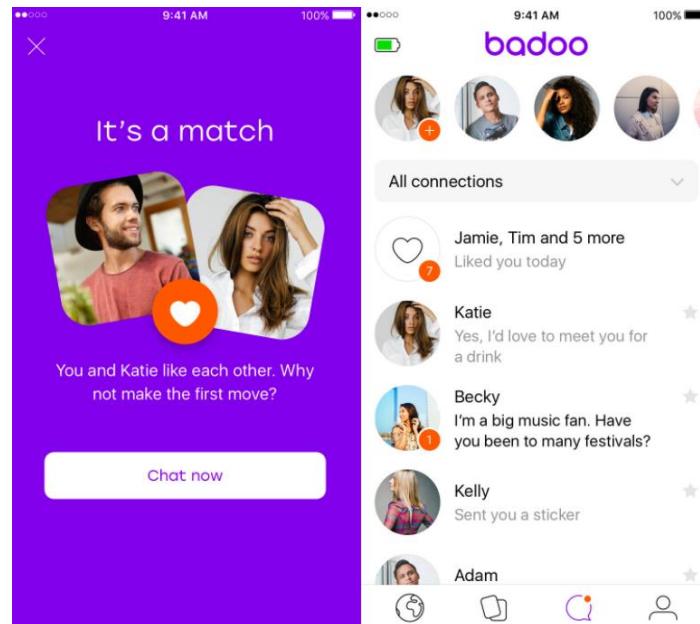 9:41 AM
100%
It's a match
You and Katie like each other. Why
not make the first move?
Chat now
9:41 AM
100%
badoo
+
All connections
Jamie, Tim and 5 more
Liked you today
7
Katie
Yes, I'd love to meet you for
a drink
Becky
I'm a big music fan. Have
you been to many festivals?
1
Kelly
Sent you a sticker
Adam